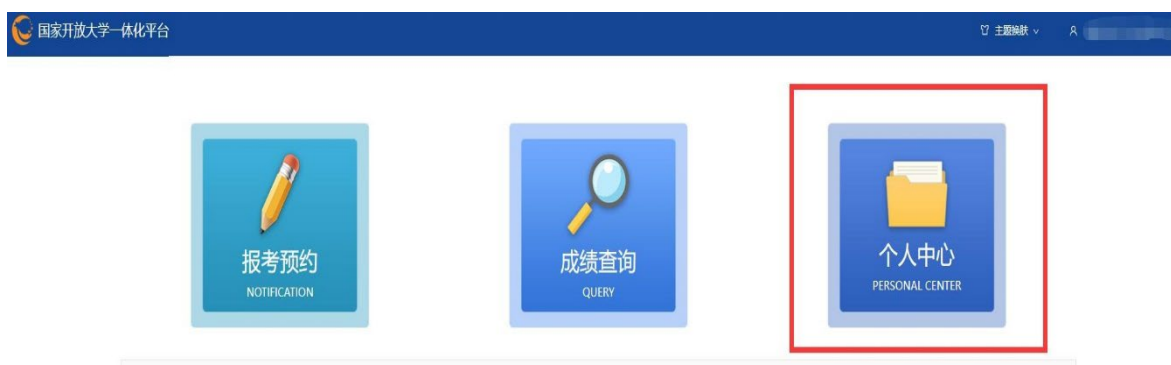 国家开放大学一体化平台
主题换肤
报考预约
NOTIFICATION
成绩查询
QUERY
个人中心
PERSONAL CENTER